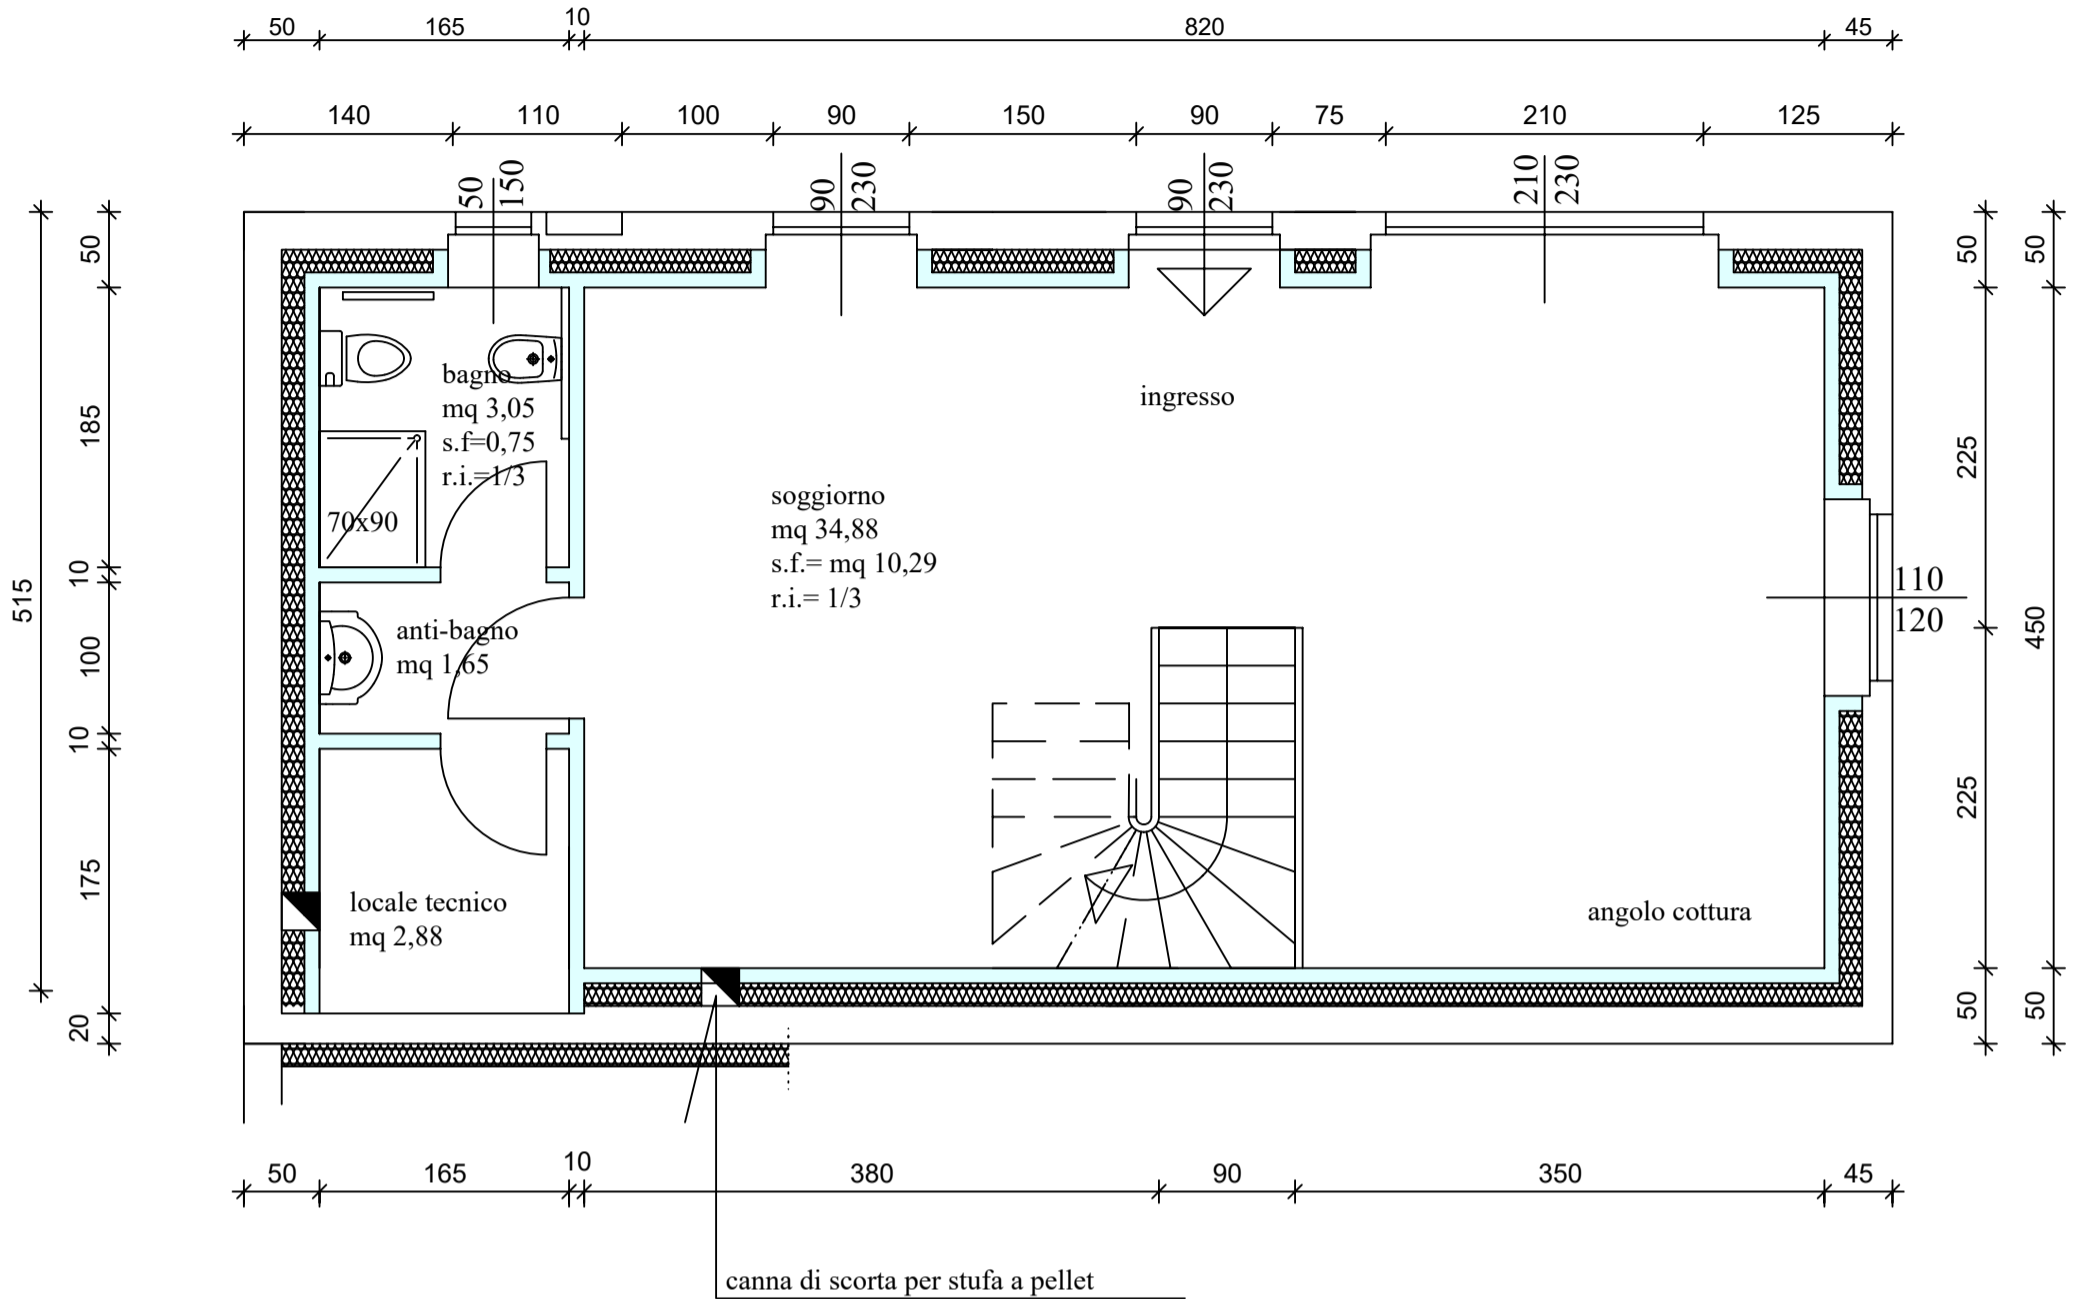 50 165 10 820 45
140 110 100 90 150 90 75 210 125
50
150
90
230
90
230
210
230
50
185
10
100
10
175
20
515
bagno
mq 3,05
s.f=0,75
r.i.=1/3
70x90
anti-bagno
mq 1,65
locale tecnico
mq 2,88
soggiorno
mq 34,88
s.f.= mq 10,29
r.i.= 1/3
ingresso
angolo cottura
110
120
50
225
225
50
50
450
50
50 165 10 380 90 350 45
canna di scorta per stufa a pellet